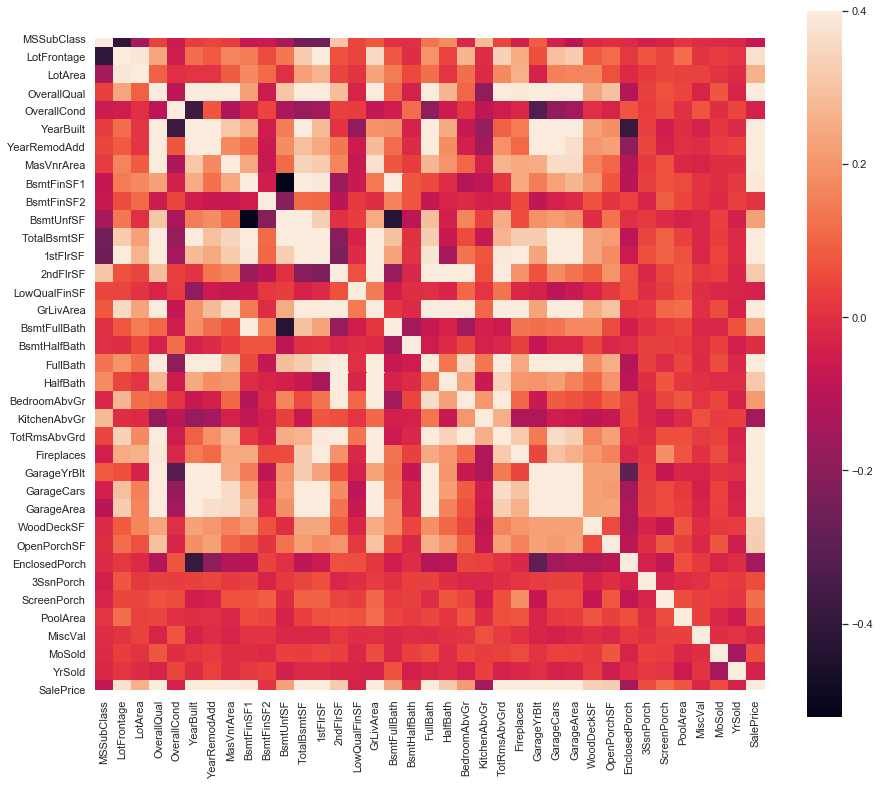 MSSubClass
LotFrontage
LotArea
OverallQual
OverallCond
YearBuilt
YearRemodAdd
MasVnrArea
BsmtFinSF1
BsmtFinSF2
BsmtUnfSF
TotalBsmtSF
1stFlrSF
2ndFlrSF
LowQualFinSF
GrLivArea
BsmtFullBath
BsmtHalfBath
FullBath
HalfBath
BedroomAbvGr
KitchenAbvGr
TotRmsAbvGrd
Fireplaces
GarageYrBlt
GarageCars
GarageArea
WoodDeckSF
OpenPorchSF
EnclosedPorch
3SsnPorch
ScreenPorch
PoolArea
MiscVal
MoSold
YrSold
SalePrice
MSSubClass
LotFrontage
LotArea
OverallQual
OverallCond
YearBuilt
YearRemodAdd
MasVnrArea
BsmtFinSF1
BsmtFinSF2
BsmtUnfSF
TotalBsmtSF
1stFlrSF
2ndFlrSF
LowQualFinSF
GrLivArea
BsmtFullBath
BsmtHalfBath
FullBath
HalfBath
BedroomAbvGr
KitchenAbvGr
TotRmsAbvGrd
Fireplaces
GarageYrBlt
GarageCars
GarageArea
WoodDeckSF
OpenPorchSF
EnclosedPorch
3SsnPorch
ScreenPorch
PoolArea
MiscVal
MoSold
YrSold
SalePrice
0.4
0.2
0.0
−0.2
−0.4